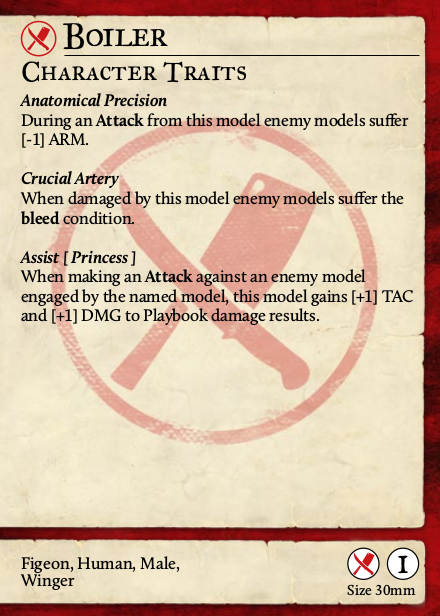 Boiler
Character Traits
Anatomical Precision
During an Attack from this model enemy models suffer
[-1] ARM.
Crucial Artery
When damaged by this model enemy models suffer the
bleed condition.
Assist [ Princess ]
When making an Attack against an enemy model
engaged by the named model, this model gains [+1] TAC
and [+1] DMG to Playbook damage results.
Figeon, Human, Male,
Winger
1
Size 30mm